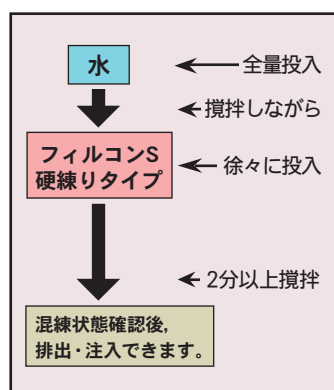 水
全量投入
撹拌しながら
フィルコンS
硬練りタイプ
徐々に投入
2分以上撹拌
混練状態確認後,
排出・注入できます。